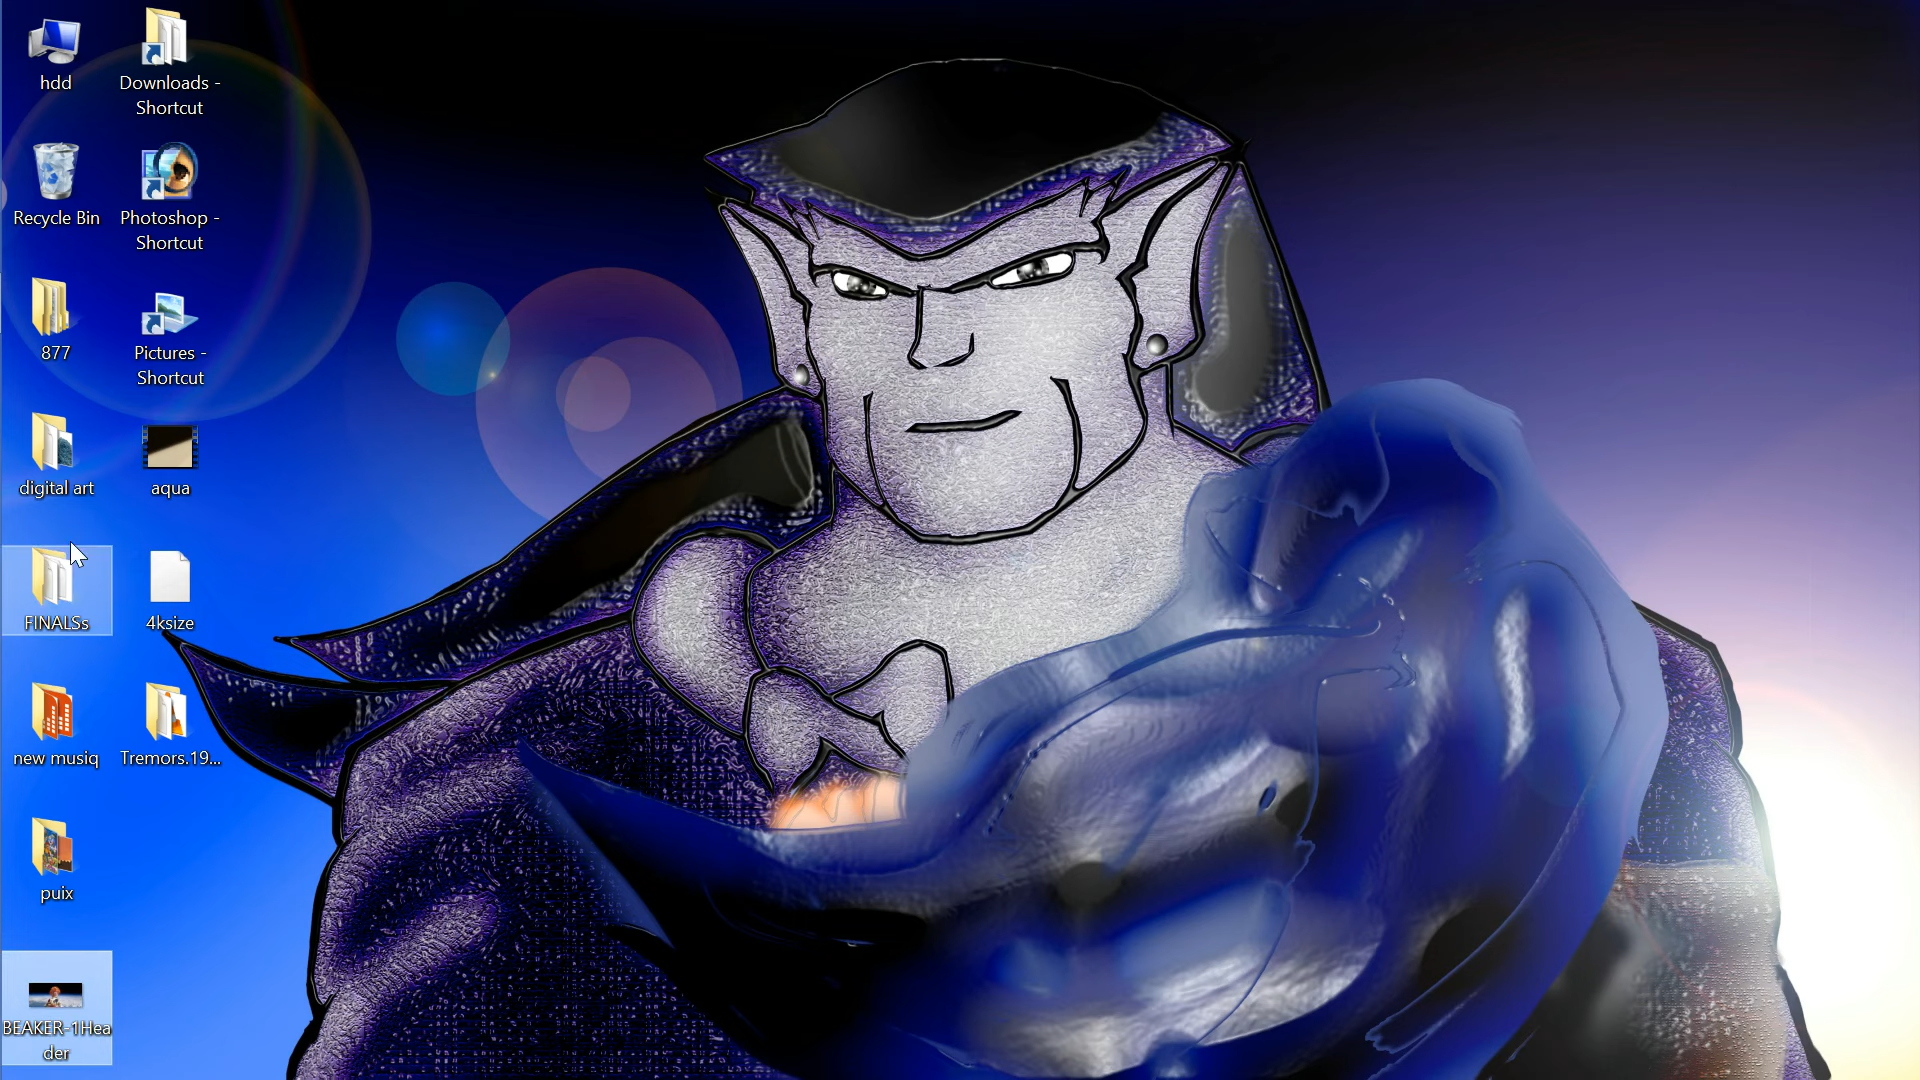 hdd
Downloads -
Shortcut
Recycle Bin
Photoshop -
Shortcut
877
Pictures -
Shortcut
digital art
aqua
FINALSs
4ksize
new musiq
Tremors.19...
puix
BEAKER-1Hea
der